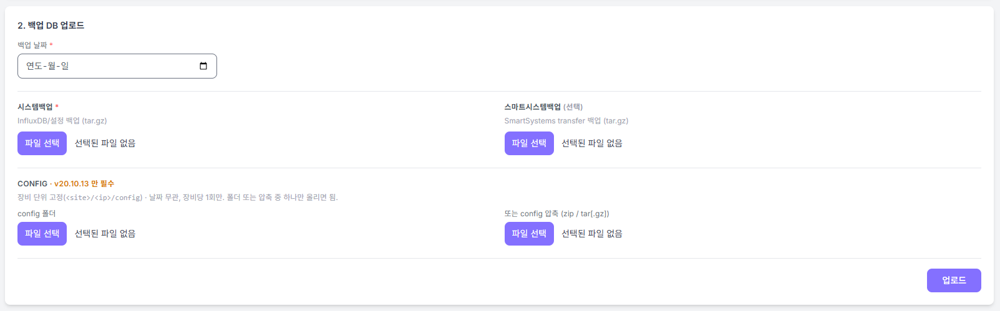 2. 백업 DB 업로드
백업 날짜 *
연도-월-일
시스템백업 *
InfluxDB/설정 백업 (tar.gz)
파일 선택 선택된 파일 없음
스마트시스템백업 (선택)
SmartSystems transfer 백업 (tar.gz)
파일 선택 선택된 파일 없음
CONFIG · v20.10.13 만 필수
장비 단위 고정(<site>/<ip>/config) · 날짜 무관, 장비당 1회만. 폴더 또는 압축 중 하나만 올리면 됨.
config 폴더
파일 선택 선택된 파일 없음
또는 config 압축 (zip / tar[.gz])
파일 선택 선택된 파일 없음
업로드